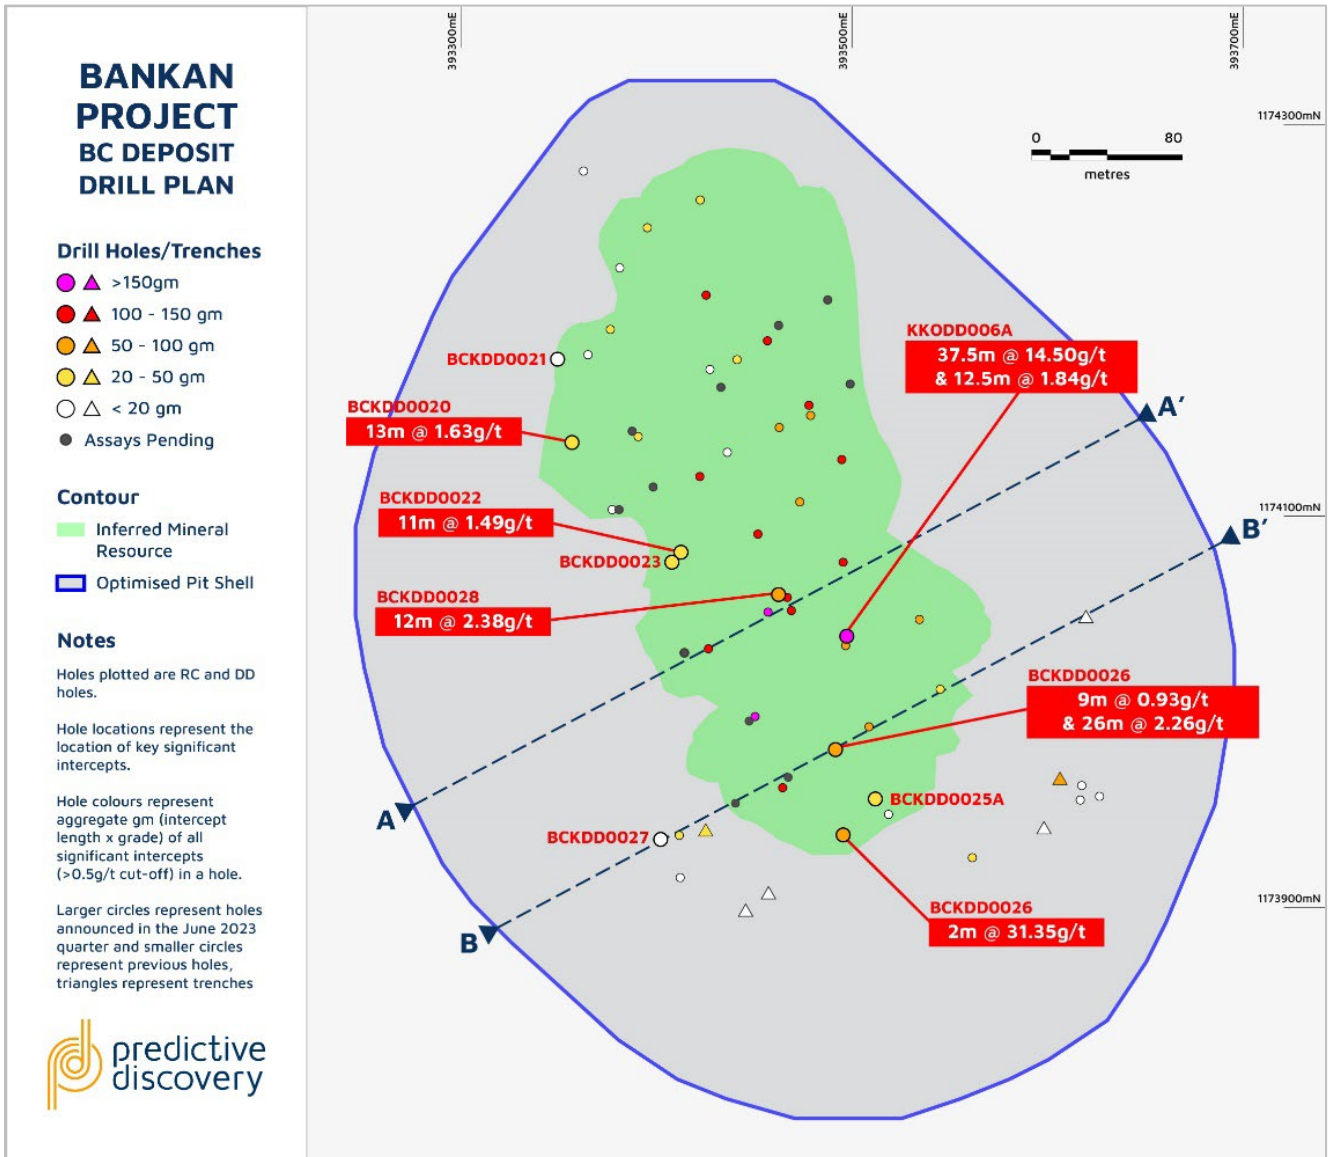 BANKAN
PROJECT
BC DEPOSIT
DRILL PLAN
Drill Holes/Trenches
>150gm
100 - 150 gm
50 - 100 gm
20 - 50 gm
< 20 gm
Assays Pending
Contour
Inferred Mineral
Resource
Optimised Pit Shell
Notes
Holes plotted are RC and DD
holes.
Hole locations represent the
location of key significant
intercepts.
Hole colours represent
aggregate gm (intercept
length x grade) of all
significant intercepts
(>0.5g/t cut-off) in a hole.
Larger circles represent holes
announced in the June 2023
quarter and smaller circles
represent previous holes,
triangles represent trenches
predictive
discovery
393300mE
393500mE
393700mE
1174300mN
0 80
metres
KKODD006A
37.5m @ 14.50g/t
& 12.5m @ 1.84g/t
BCKDD0021
A’
BCKDD0020
13m @ 1.63g/t
BCKDD0022
11m @ 1.49g/t
1174100mN
B’
BCKDD0023
BCKDD0028
12m @ 2.38g/t
BCKDD0026
9m @ 0.93g/t
& 26m @ 2.26g/t
BCKDD0025A
A
BCKDD0027
1173900mN
BCKDD0026
2m @ 31.35g/t
B